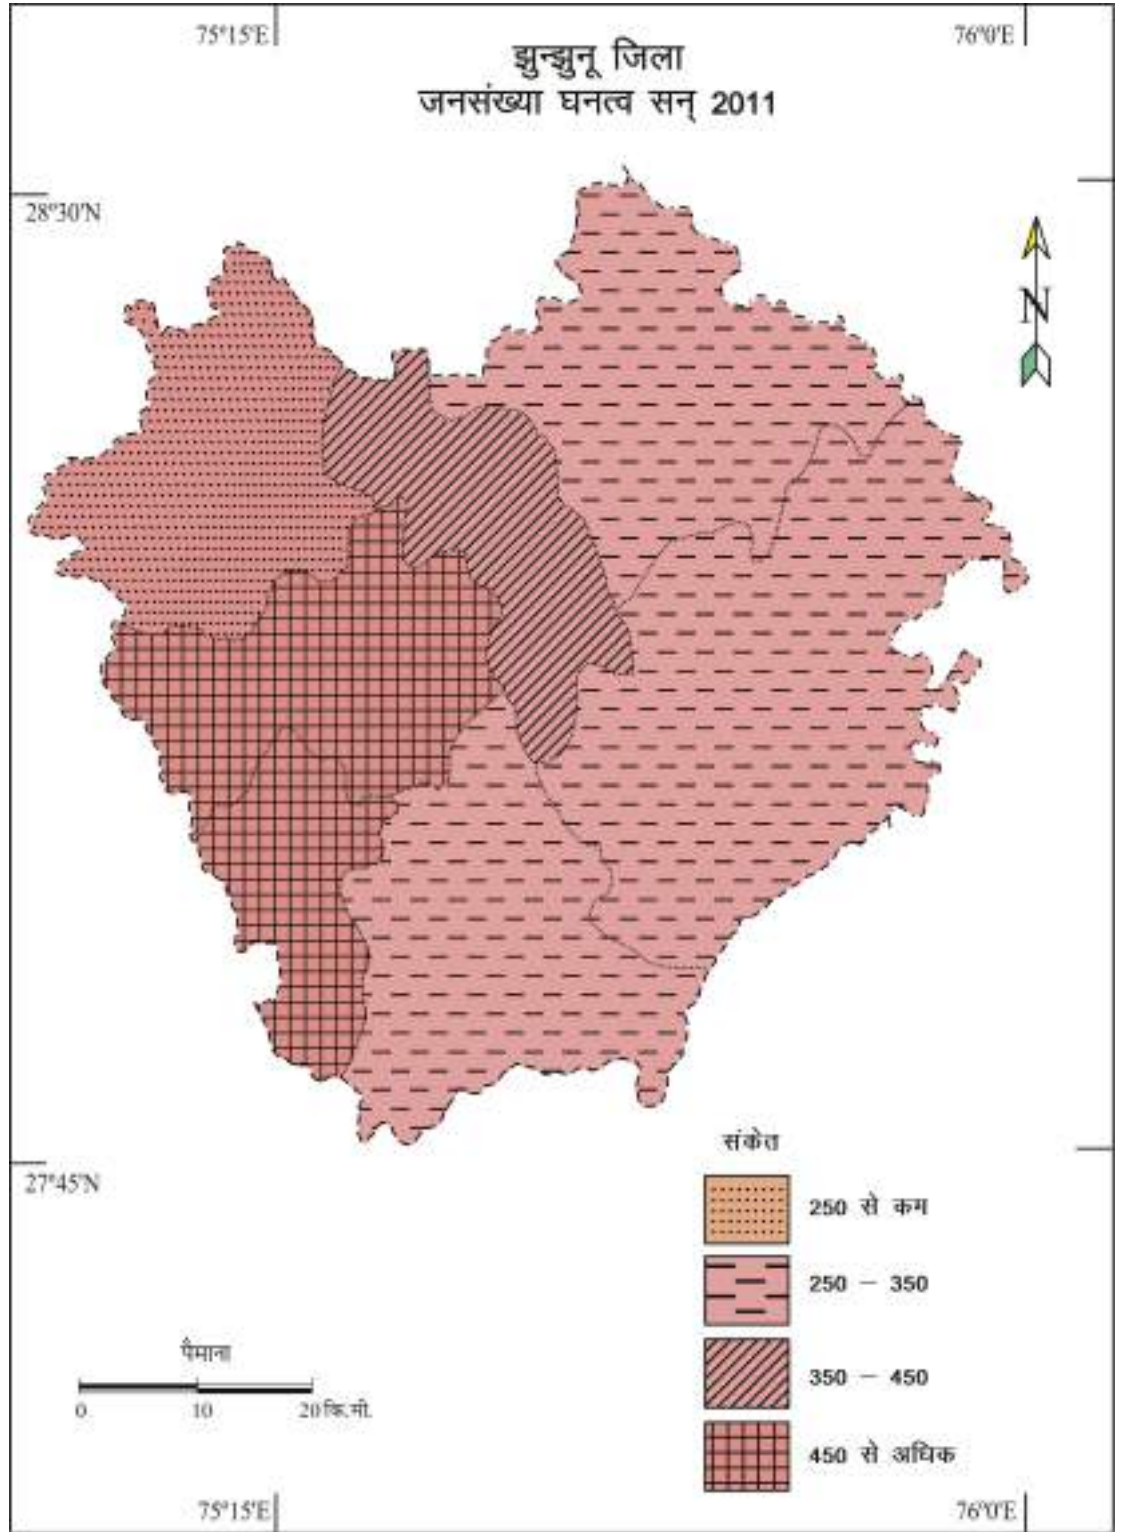 75°15'E 76°0'E
झुन्झुनू जिला
जनसंख्या घनत्व सन् 2011
28°30'N
N
27°45'N
संकेत
250 से कम
250 – 350
350 – 450
450 से अधिक
पैमाना
0 10 20 कि.मी.
75°15'E 76°0'E